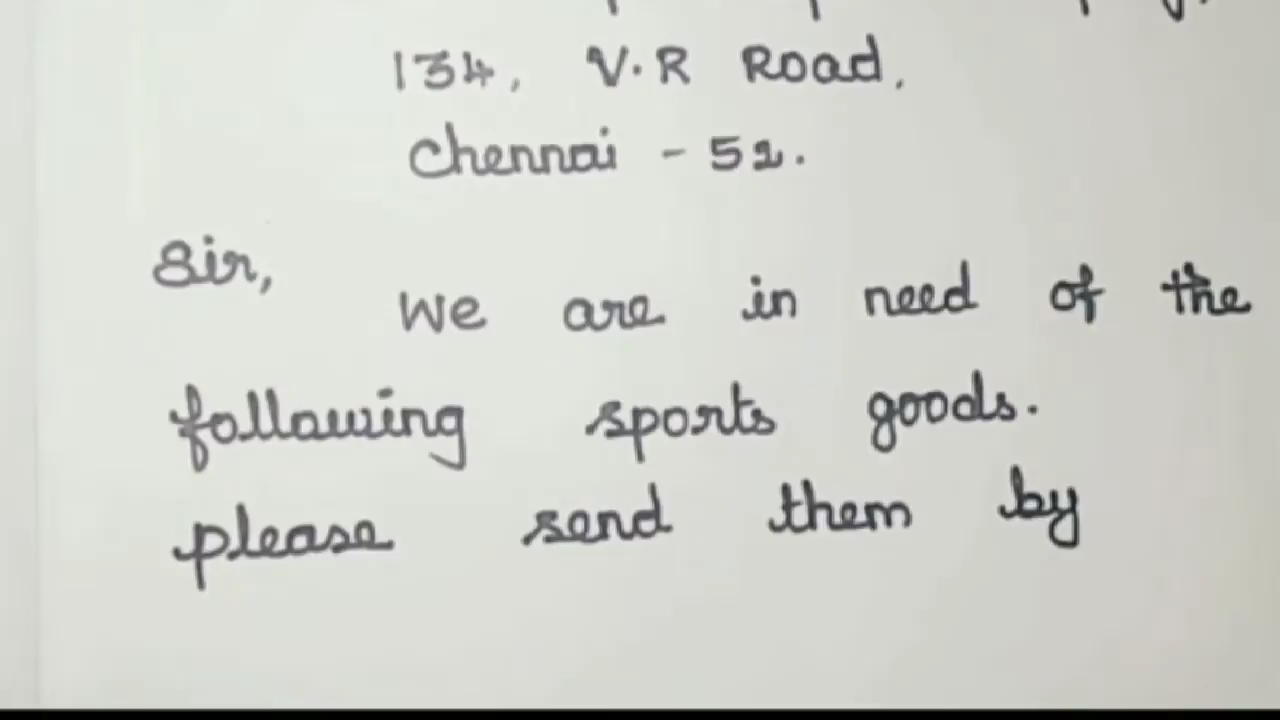 134, V.R Road.
Chennai - 52.
Sir,
We are in need of the
following sports goods.
please send them by